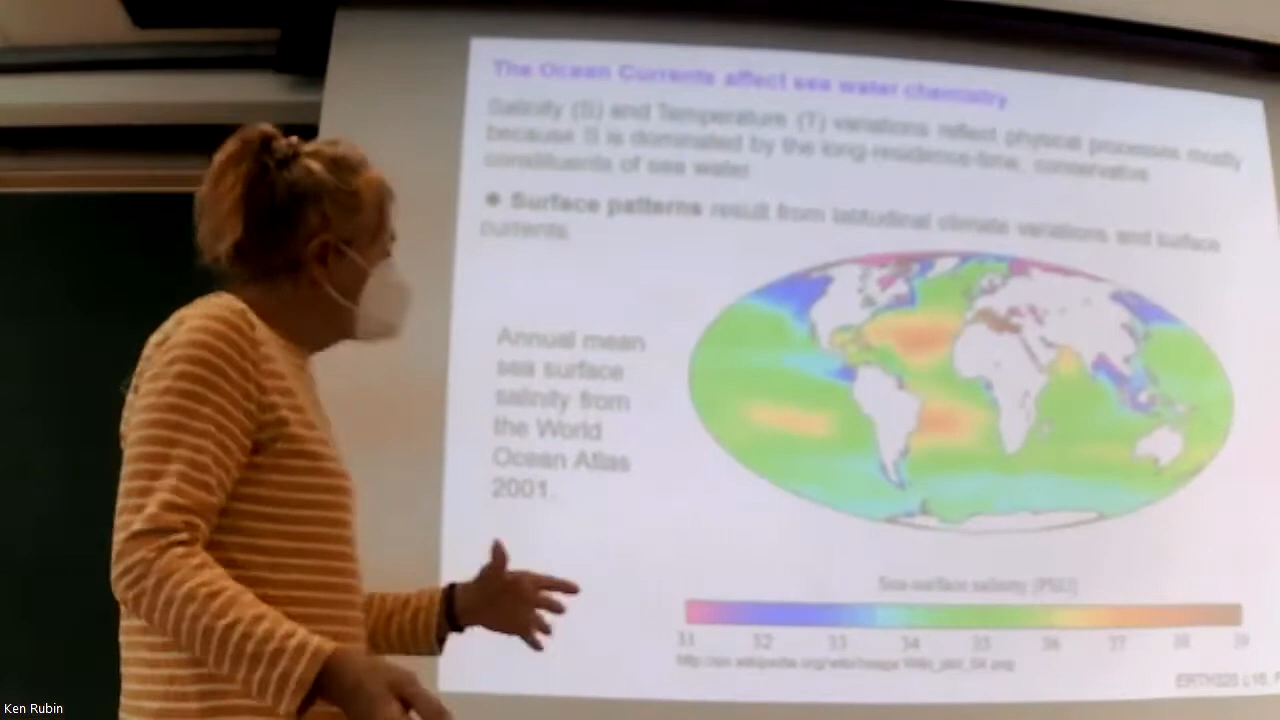 The Ocean Currents affect sea water chemistry
Salinity (S) and Temperature (T) variations reflect physical processes mostly
because S is dominated by the long-residence-time, conservative
constituents of sea water
● Surface patterns result from latitudinal climate variations and surface
currents.
Annual mean
sea surface
salinity from
the World
Ocean Atlas
2001.
Sea-surface salinity [PSU]
31 32 33 34 35 36 37 38 39
Ken Rubin